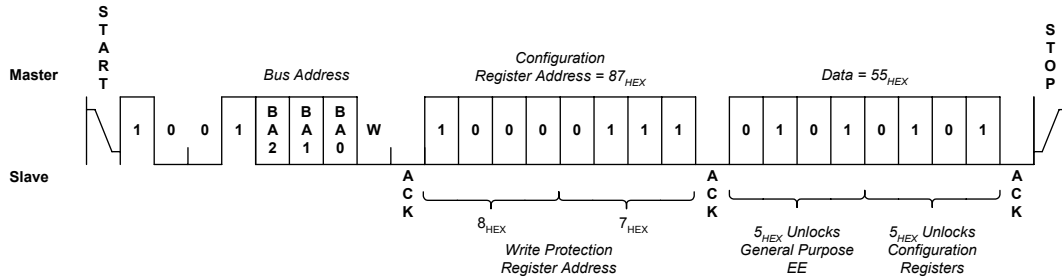 START
STOP
Configuration
Master Bus Address Register Address = 87HEX Data = 55HEX
1 0 0 1 BA2 BA1 BA0 W 1 0 0 0 0 1 1 1 0 1 0 1 0 1 0 1
Slave
ACK ACK ACK
8HEX 7HEX
Write Protection
Register Address
5HEX Unlocks
General Purpose
EE
5HEX Unlocks
Configuration
Registers